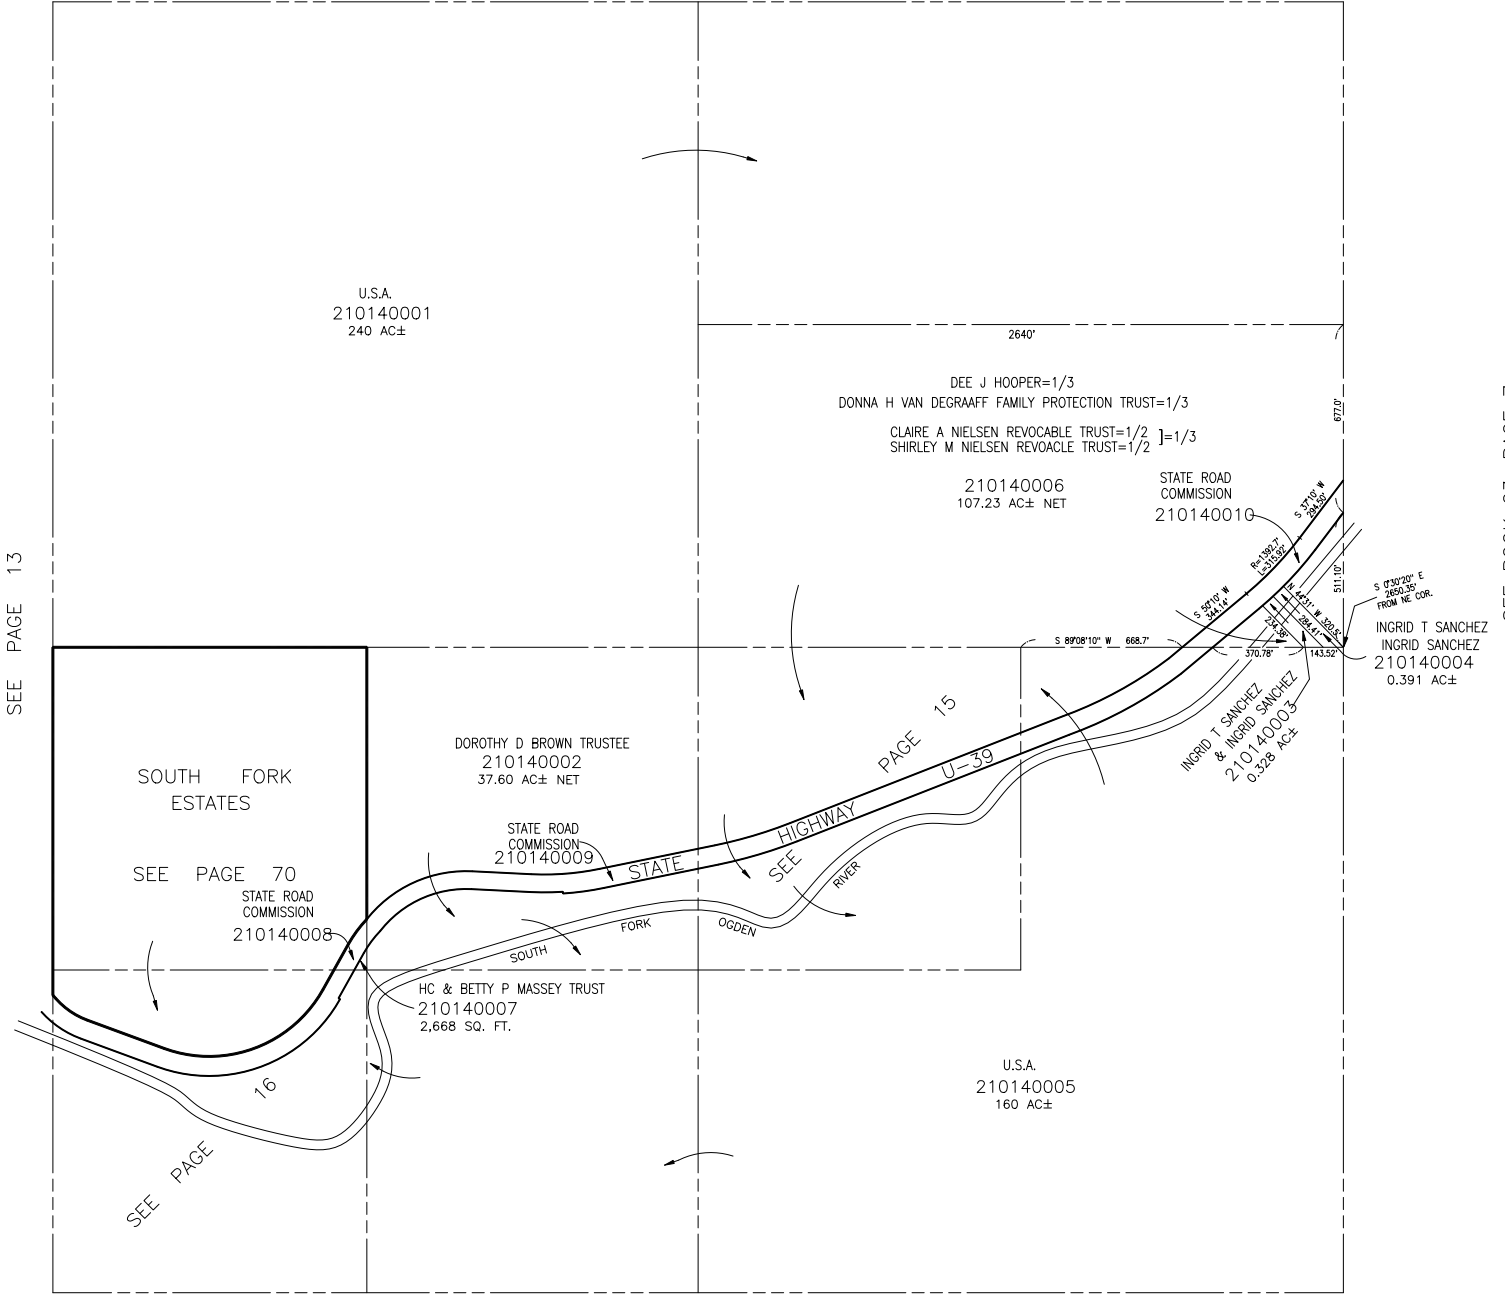 U.S.A.
210140001
240 AC±
2640'
DEE J HOOPER=1/3
DONNA H VAN DEGRAAFF FAMILY PROTECTION TRUST=1/3
CLAIRE A NIELSEN REVOCABLE TRUST=1/2
SHIRLEY M NIELSEN REVOACLE TRUST=1/2
]=1/3
210140006
107.23 AC± NET
677.0'
STATE ROAD
COMMISSION
210140010
S 37°10' W
294.50'
R=1392.7'
L=315.92'
S 50°10' W
344.14'
511.10'
S 0°30'20" E
2650.35'
FROM NE COR.
N 44°31' W 320.5'
284.41'
234.38'
INGRID T SANCHEZ
INGRID SANCHEZ
210140004
0.391 AC±
S 89°08'10" W 668.7'
370.78'
143.52'
INGRID T SANCHEZ
& INGRID SANCHEZ
210140003
0.328 AC±
SEE PAGE 13
SOUTH FORK
ESTATES
SEE PAGE 70
DOROTHY D BROWN TRUSTEE
210140002
37.60 AC± NET
SEE PAGE 15
STATE HIGHWAY U-39
STATE ROAD
COMMISSION
210140009
STATE ROAD
COMMISSION
210140008
SOUTH FORK OGDEN RIVER
HC & BETTY P MASSEY TRUST
210140007
2,668 SQ. FT.
U.S.A.
210140005
160 AC±
SEE PAGE 16